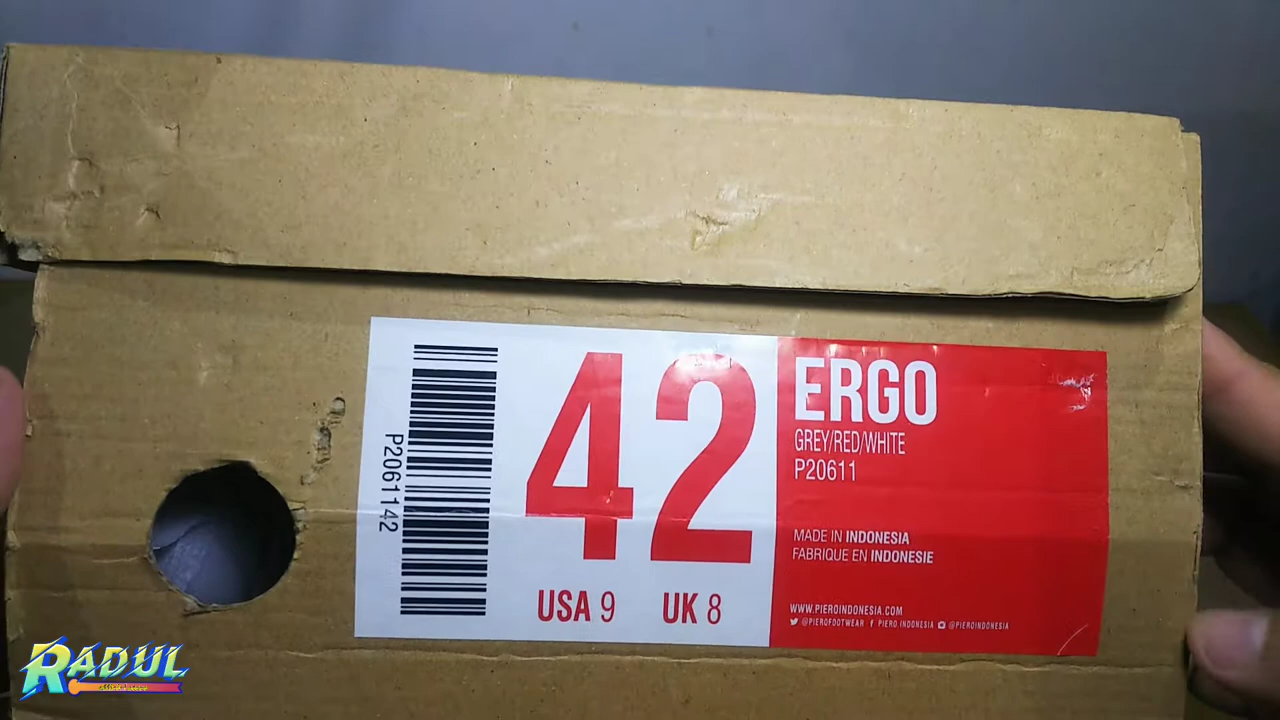 P2061142
42
USA 9 UK 8
ERGO
GREY/RED/WHITE
P20611
MADE IN INDONESIA
FABRIQUE EN INDONESIE
WWW.PIEROINDONESIA.COM
@PIEROFOOTWEAR PIERO INDONESIA @PIEROINDONESIA
RADUL